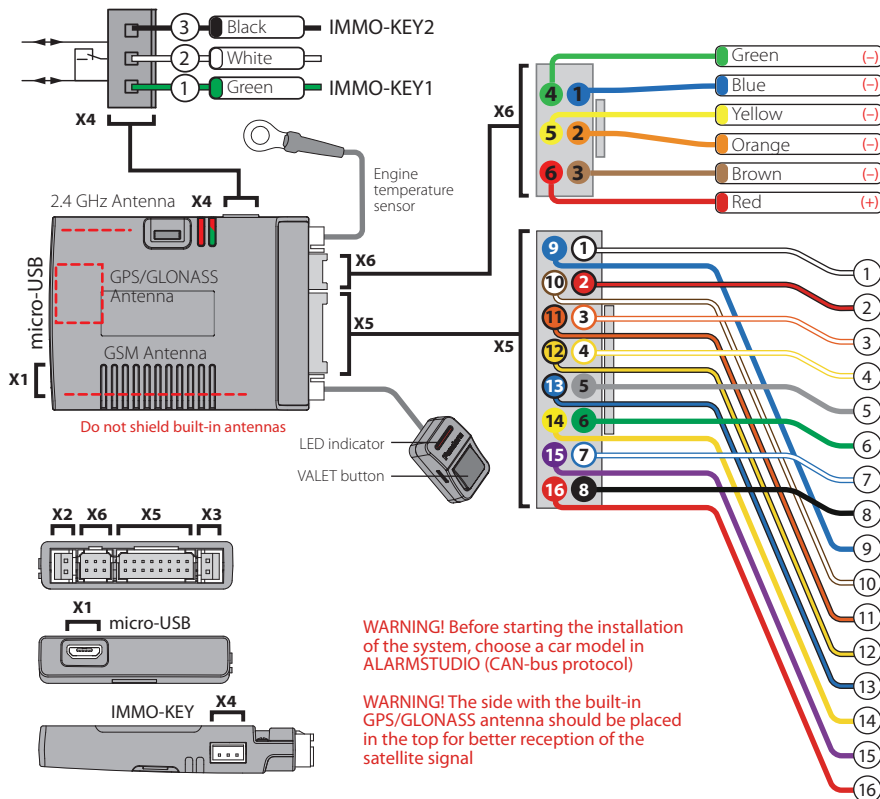 3 Black IMMO-KEY2
2 White
1 Green IMMO-KEY1
X4
Green (–)
Blue (–)
Yellow (–)
Orange (–)
Brown (–)
Red (+)
X6
4 1
5 2
6 3
Engine
temperature
sensor
2.4 GHz Antenna X4
micro-USB
GPS/GLONASS
Antenna
GSM Antenna
X1
X6
X5
Do not shield built-in antennas
LED indicator
VALET button
Pandora
X5
9 1
10 2
11 3
12 4
13 5
14 6
15 7
16 8
1
2
3
4
5
6
7
8
9
10
11
12
13
14
15
16
X2 X6 X5 X3
X1
micro-USB
IMMO-KEY X4
WARNING! Before starting the installation
of the system, choose a car model in
ALARMSTUDIO (CAN-bus protocol)
WARNING! The side with the built-in
GPS/GLONASS antenna should be placed
in the top for better reception of the
satellite signal